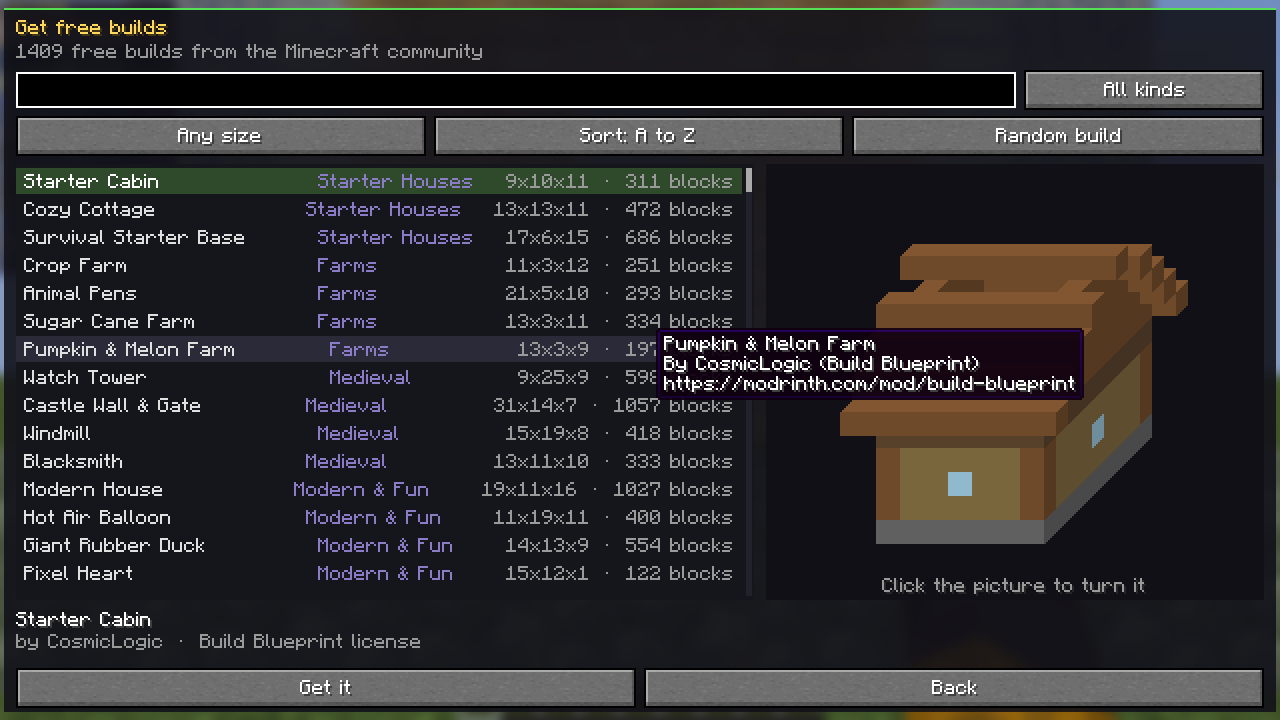 Get free builds
1409 free builds from the Minecraft community
All kinds
Any size
Sort: A to Z
Random build
Starter Cabin Starter Houses 9x10x11 · 311 blocks
Cozy Cottage Starter Houses 13x13x11 · 472 blocks
Survival Starter Base Starter Houses 17x6x15 · 686 blocks
Crop Farm Farms 11x3x12 · 251 blocks
Animal Pens Farms 21x5x10 · 293 blocks
Sugar Cane Farm Farms 13x3x11 · 334 blocks
Pumpkin & Melon Farm Farms 13x3x9 · 197
Pumpkin & Melon Farm
By CosmicLogic (Build Blueprint)
https://modrinth.com/mod/build-blueprint
Watch Tower Medieval 9x25x9 · 598
Castle Wall & Gate Medieval 31x14x7 · 1057 blocks
Windmill Medieval 15x19x8 · 418 blocks
Blacksmith Medieval 13x11x10 · 333 blocks
Modern House Modern & Fun 19x11x16 · 1027 blocks
Hot Air Balloon Modern & Fun 11x19x11 · 400 blocks
Giant Rubber Duck Modern & Fun 14x13x9 · 554 blocks
Pixel Heart Modern & Fun 15x12x1 · 122 blocks
Click the picture to turn it
Starter Cabin
by CosmicLogic · Build Blueprint license
Get it
Back